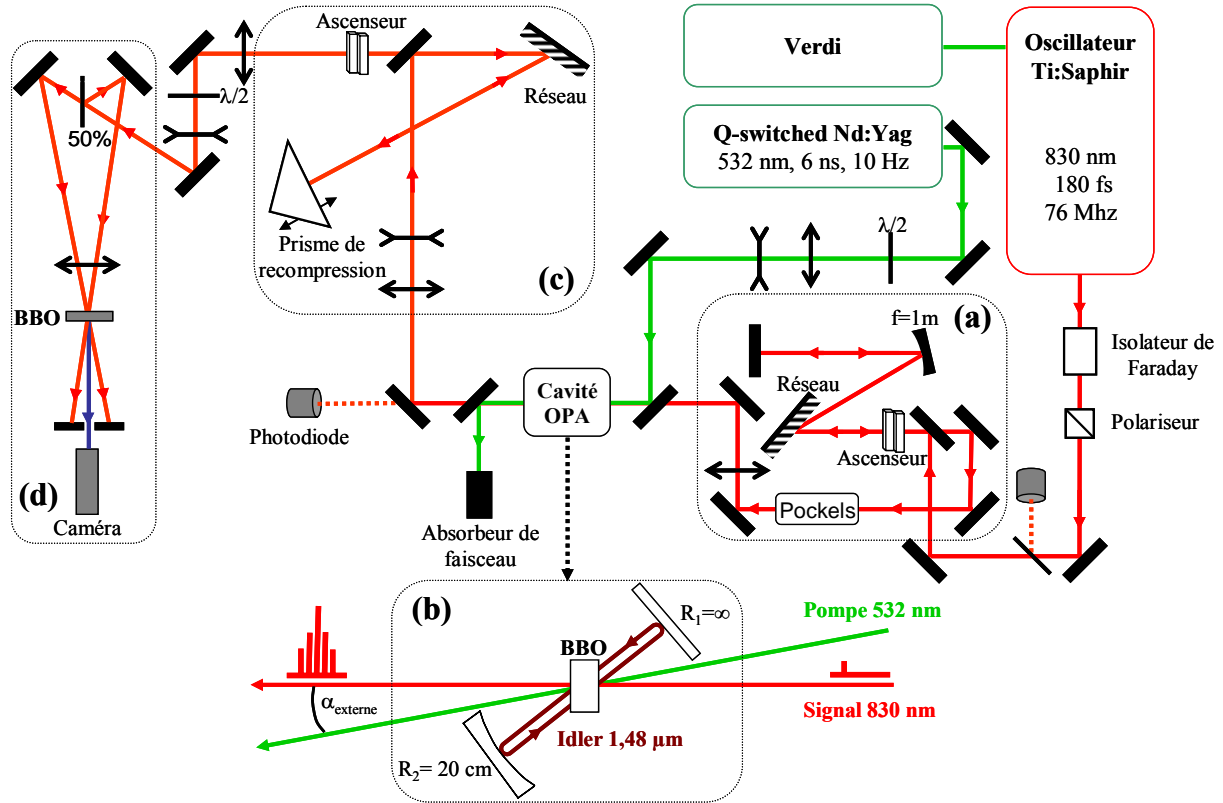 Ascenseur
Verdi
Oscillateur
Ti:Saphir
830 nm
180 fs
76 Mhz
Q-switched Nd:Yag
532 nm, 6 ns, 10 Hz
λ/2
50%
Réseau
Prisme de
recompression
(c)
λ/2
(a)
f=1m
Isolateur de
Faraday
BBO
Cavité
OPA
Réseau
Polariseur
Photodiode
Ascenseur
(d)
Caméra
Pockels
Absorbeur de
faisceau
(b)
R1=∞
Pompe 532 nm
BBO
αexterne
Signal 830 nm
Idler 1,48 µm
R2= 20 cm